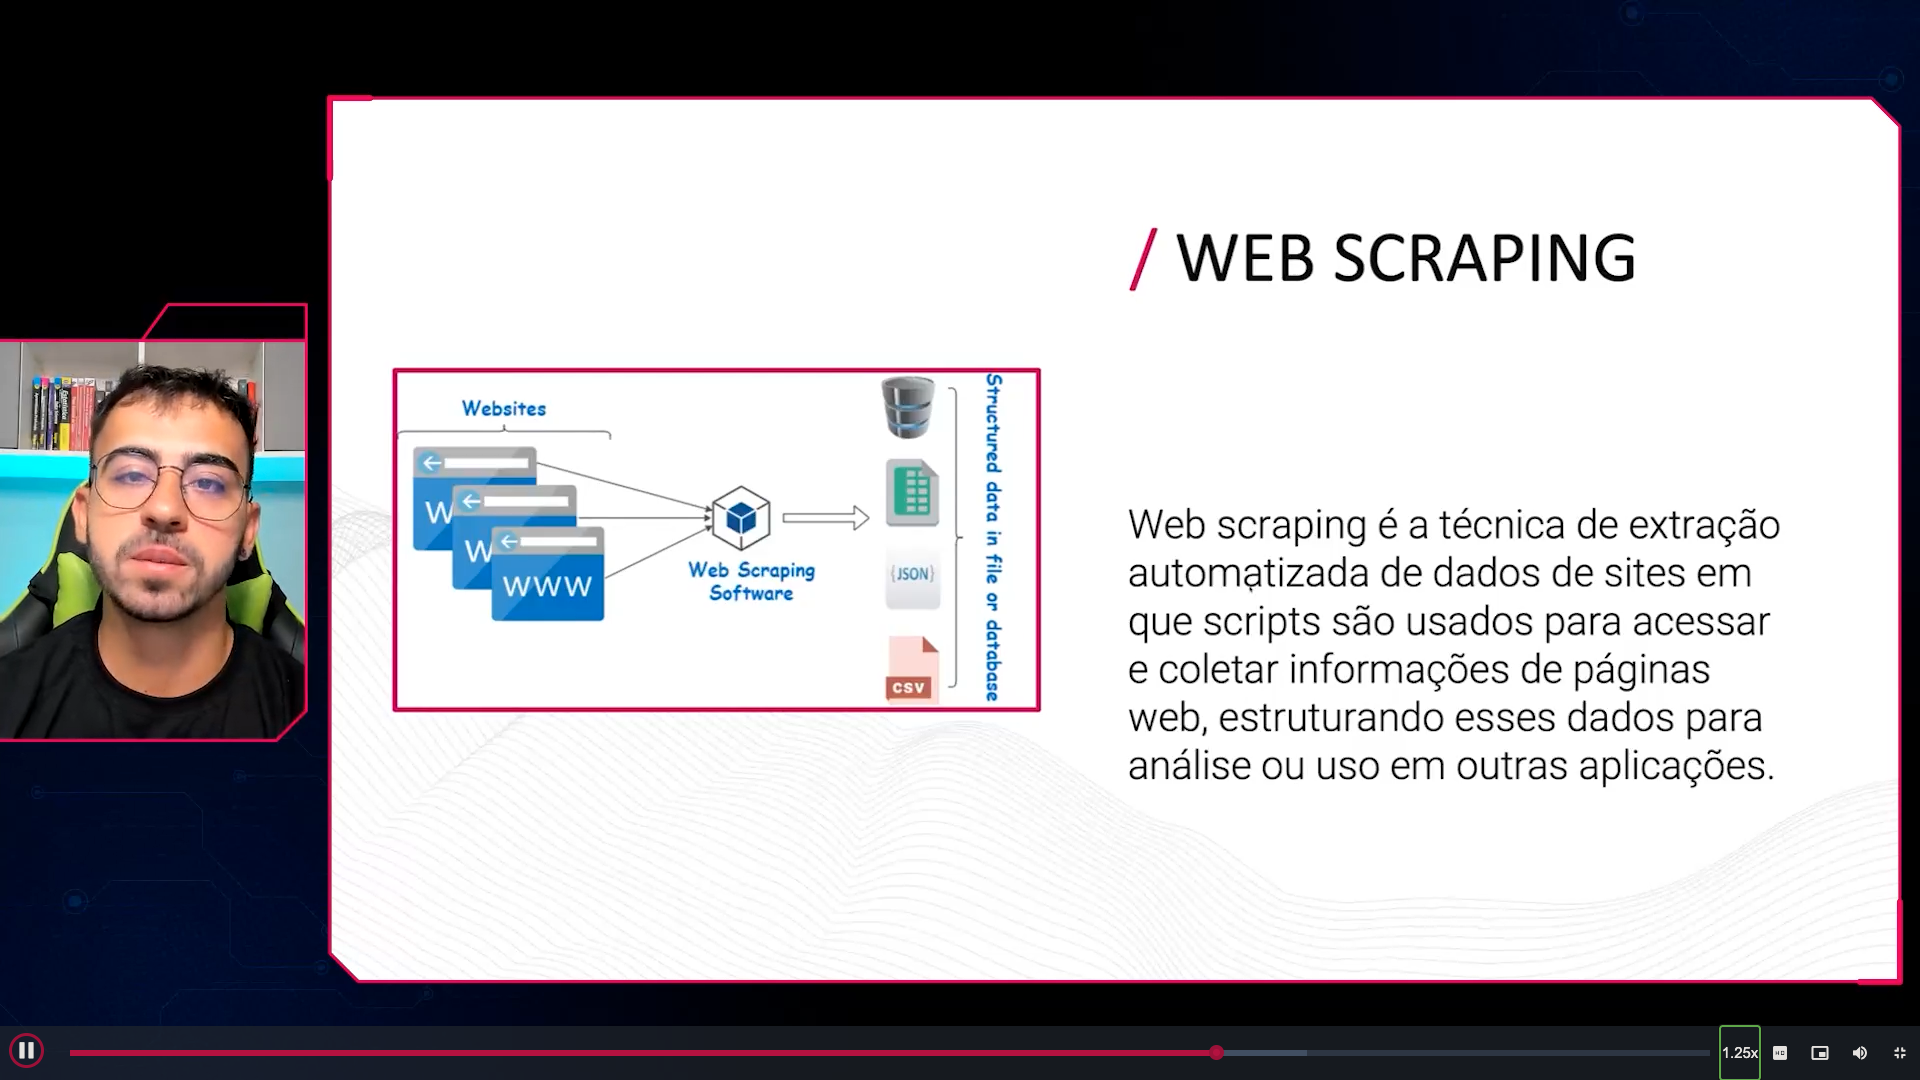 / WEB SCRAPING
Websites
W
W
WWW
Web Scraping
Software
{JSON}
CSV
Structured data in file or database
Web scraping é a técnica de extração
automatizada de dados de sites em
que scripts são usados para acessar
e coletar informações de páginas
web, estruturando esses dados para
análise ou uso em outras aplicações.
1.25x
HD